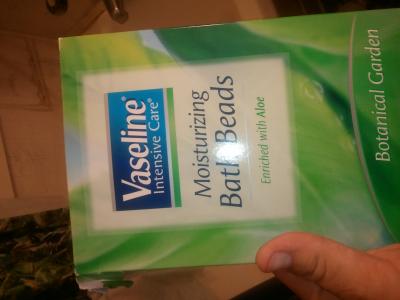 Vaseline®
Intensive Care®
Moisturizing
Bath Beads
Enriched with Aloe
Botanical Garden